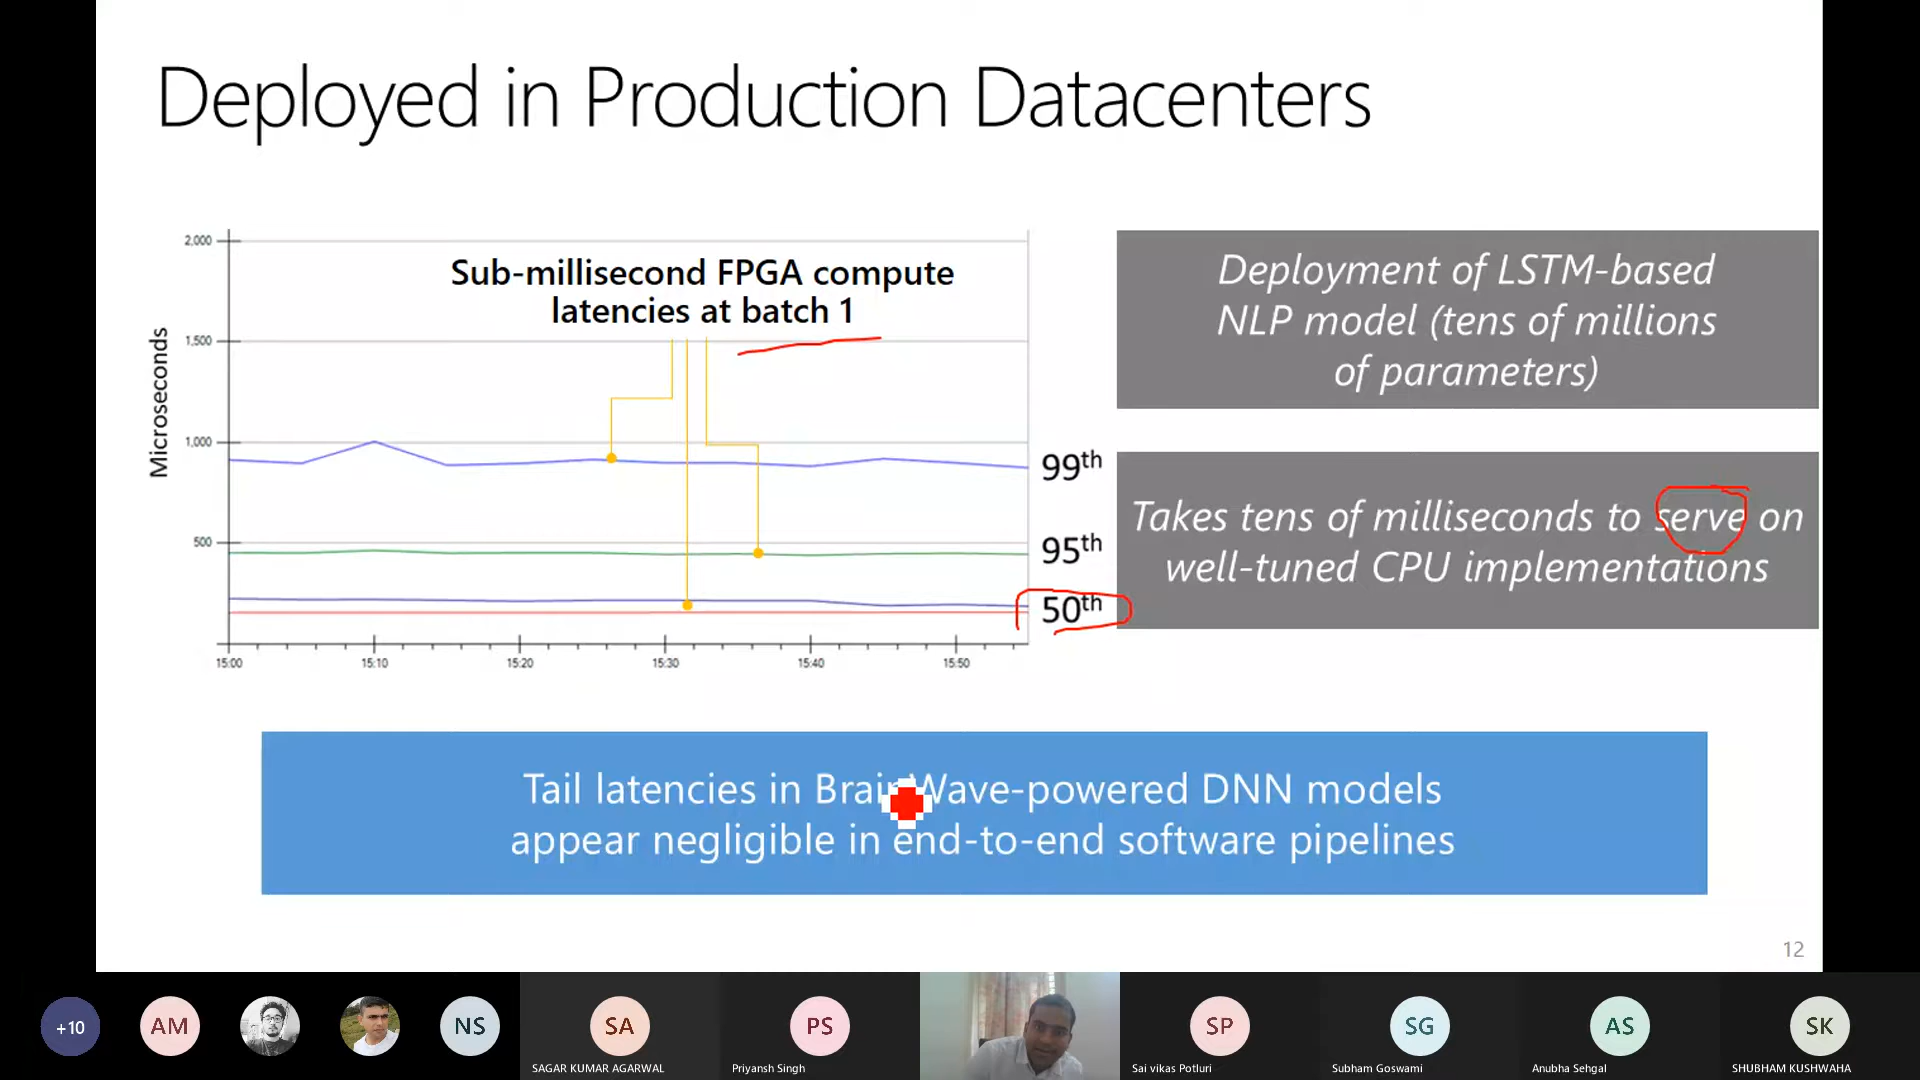 Deployed in Production Datacenters
2,000
1,500
1,000
500
Microseconds
Sub-millisecond FPGA compute
latencies at batch 1
99th
95th
50th
15:00 15:10 15:20 15:30 15:40 15:50
Deployment of LSTM-based
NLP model (tens of millions
of parameters)
Takes tens of milliseconds to serve on
well-tuned CPU implementations
Tail latencies in BrainWave-powered DNN models
appear negligible in end-to-end software pipelines
12
+10 AM NS SA PS SP SG AS SK
SAGAR KUMAR AGARWAL Priyansh Singh Sai vikas Potluri Subham Goswami Anubha Sehgal SHUBHAM KUSHWAHA